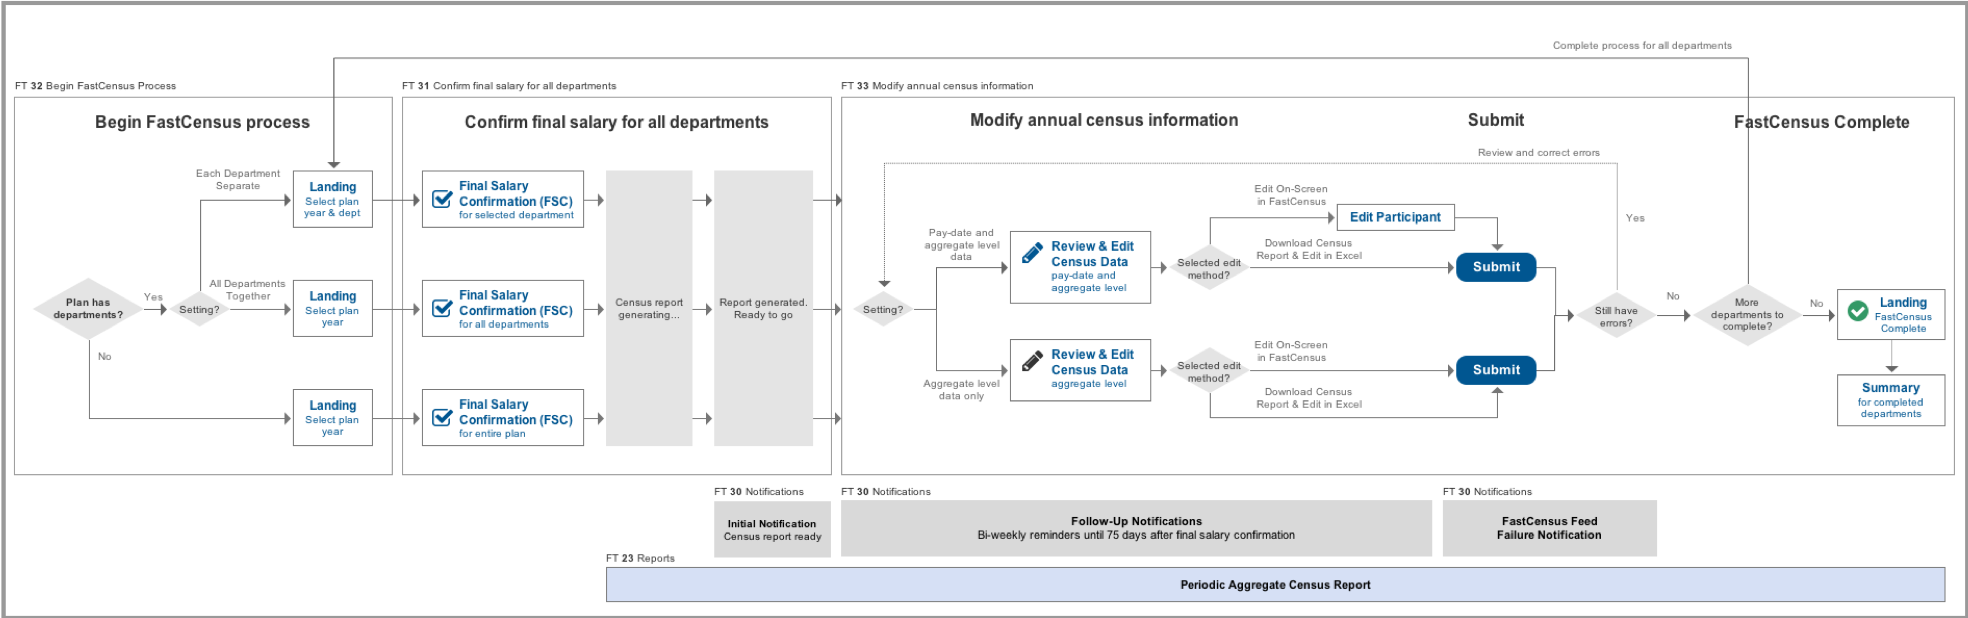 Complete process for all departments
FT 32 Begin FastCensus Process
FT 31 Confirm final salary for all departments
FT 33 Modify annual census information
Begin FastCensus process
Confirm final salary for all departments
Modify annual census information
Submit
FastCensus Complete
Plan has
departments?
Yes
No
Setting?
Each Department
Separate
All Departments
Together
Landing
Select plan
year & dept
Landing
Select plan
year
Landing
Select plan
year
Final Salary
Confirmation (FSC)
for selected department
Final Salary
Confirmation (FSC)
for all departments
Final Salary
Confirmation (FSC)
for entire plan
Census report
generating...
Report generated.
Ready to go
Review and correct errors
Setting?
Pay-date and
aggregate level
data
Aggregate level
data only
Review & Edit
Census Data
pay-date and
aggregate level
Review & Edit
Census Data
aggregate level
Selected edit
method?
Edit On-Screen
in FastCensus
Edit Participant
Download Census
Report & Edit in Excel
Submit
Selected edit
method?
Edit On-Screen
in FastCensus
Download Census
Report & Edit in Excel
Submit
Still have
errors?
Yes
No
More
departments to
complete?
No
Landing
FastCensus
Complete
Summary
for completed
departments
FT 30 Notifications
Initial Notification
Census report ready
FT 30 Notifications
Follow-Up Notifications
Bi-weekly reminders until 75 days after final salary confirmation
FT 30 Notifications
FastCensus Feed
Failure Notification
FT 23 Reports
Periodic Aggregate Census Report